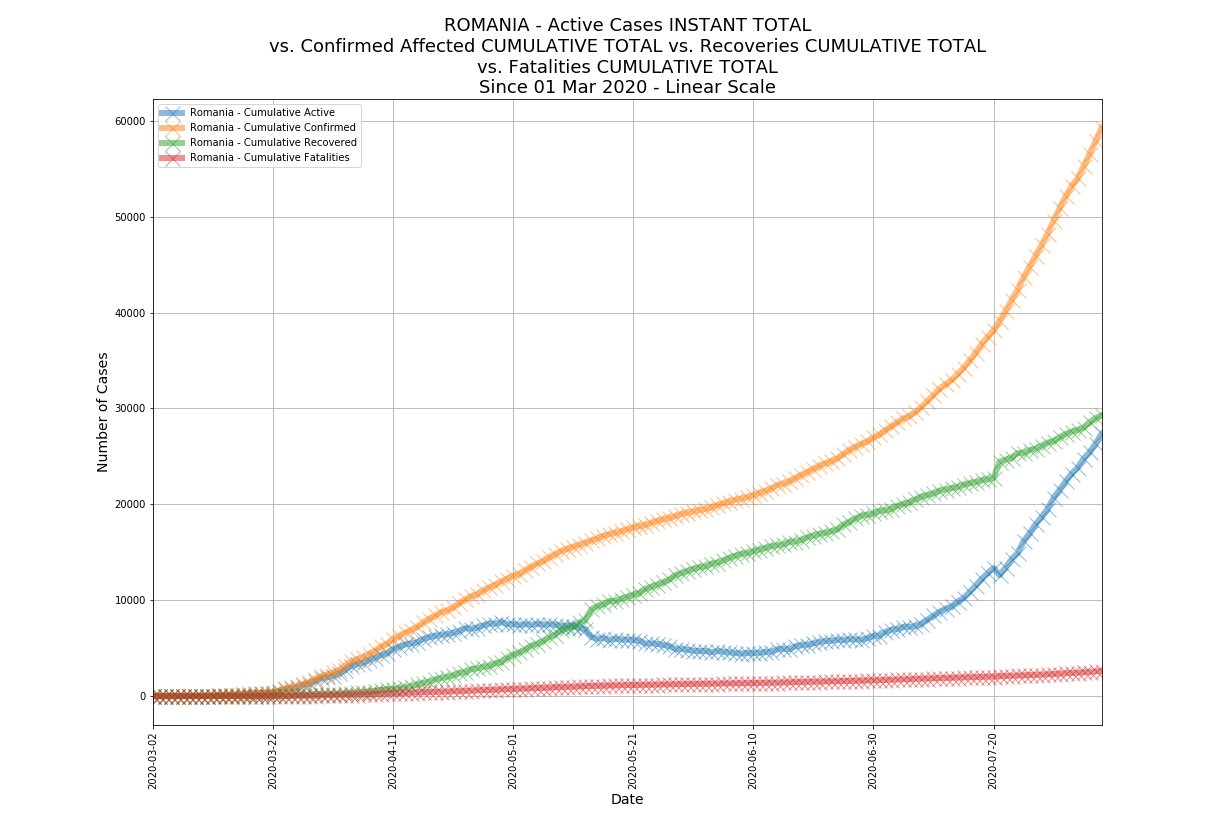 ROMANIA - Active Cases INSTANT TOTAL
vs. Confirmed Affected CUMULATIVE TOTAL vs. Recoveries CUMULATIVE TOTAL
vs. Fatalities CUMULATIVE TOTAL
Since 01 Mar 2020 - Linear Scale
Romania - Cumulative Active
Romania - Cumulative Confirmed
Romania - Cumulative Recovered
Romania - Cumulative Fatalities
Number of Cases
60000
50000
40000
30000
20000
10000
0
2020-03-02
2020-03-22
2020-04-11
2020-05-01
2020-05-21
2020-06-10
2020-06-30
2020-07-20
Date